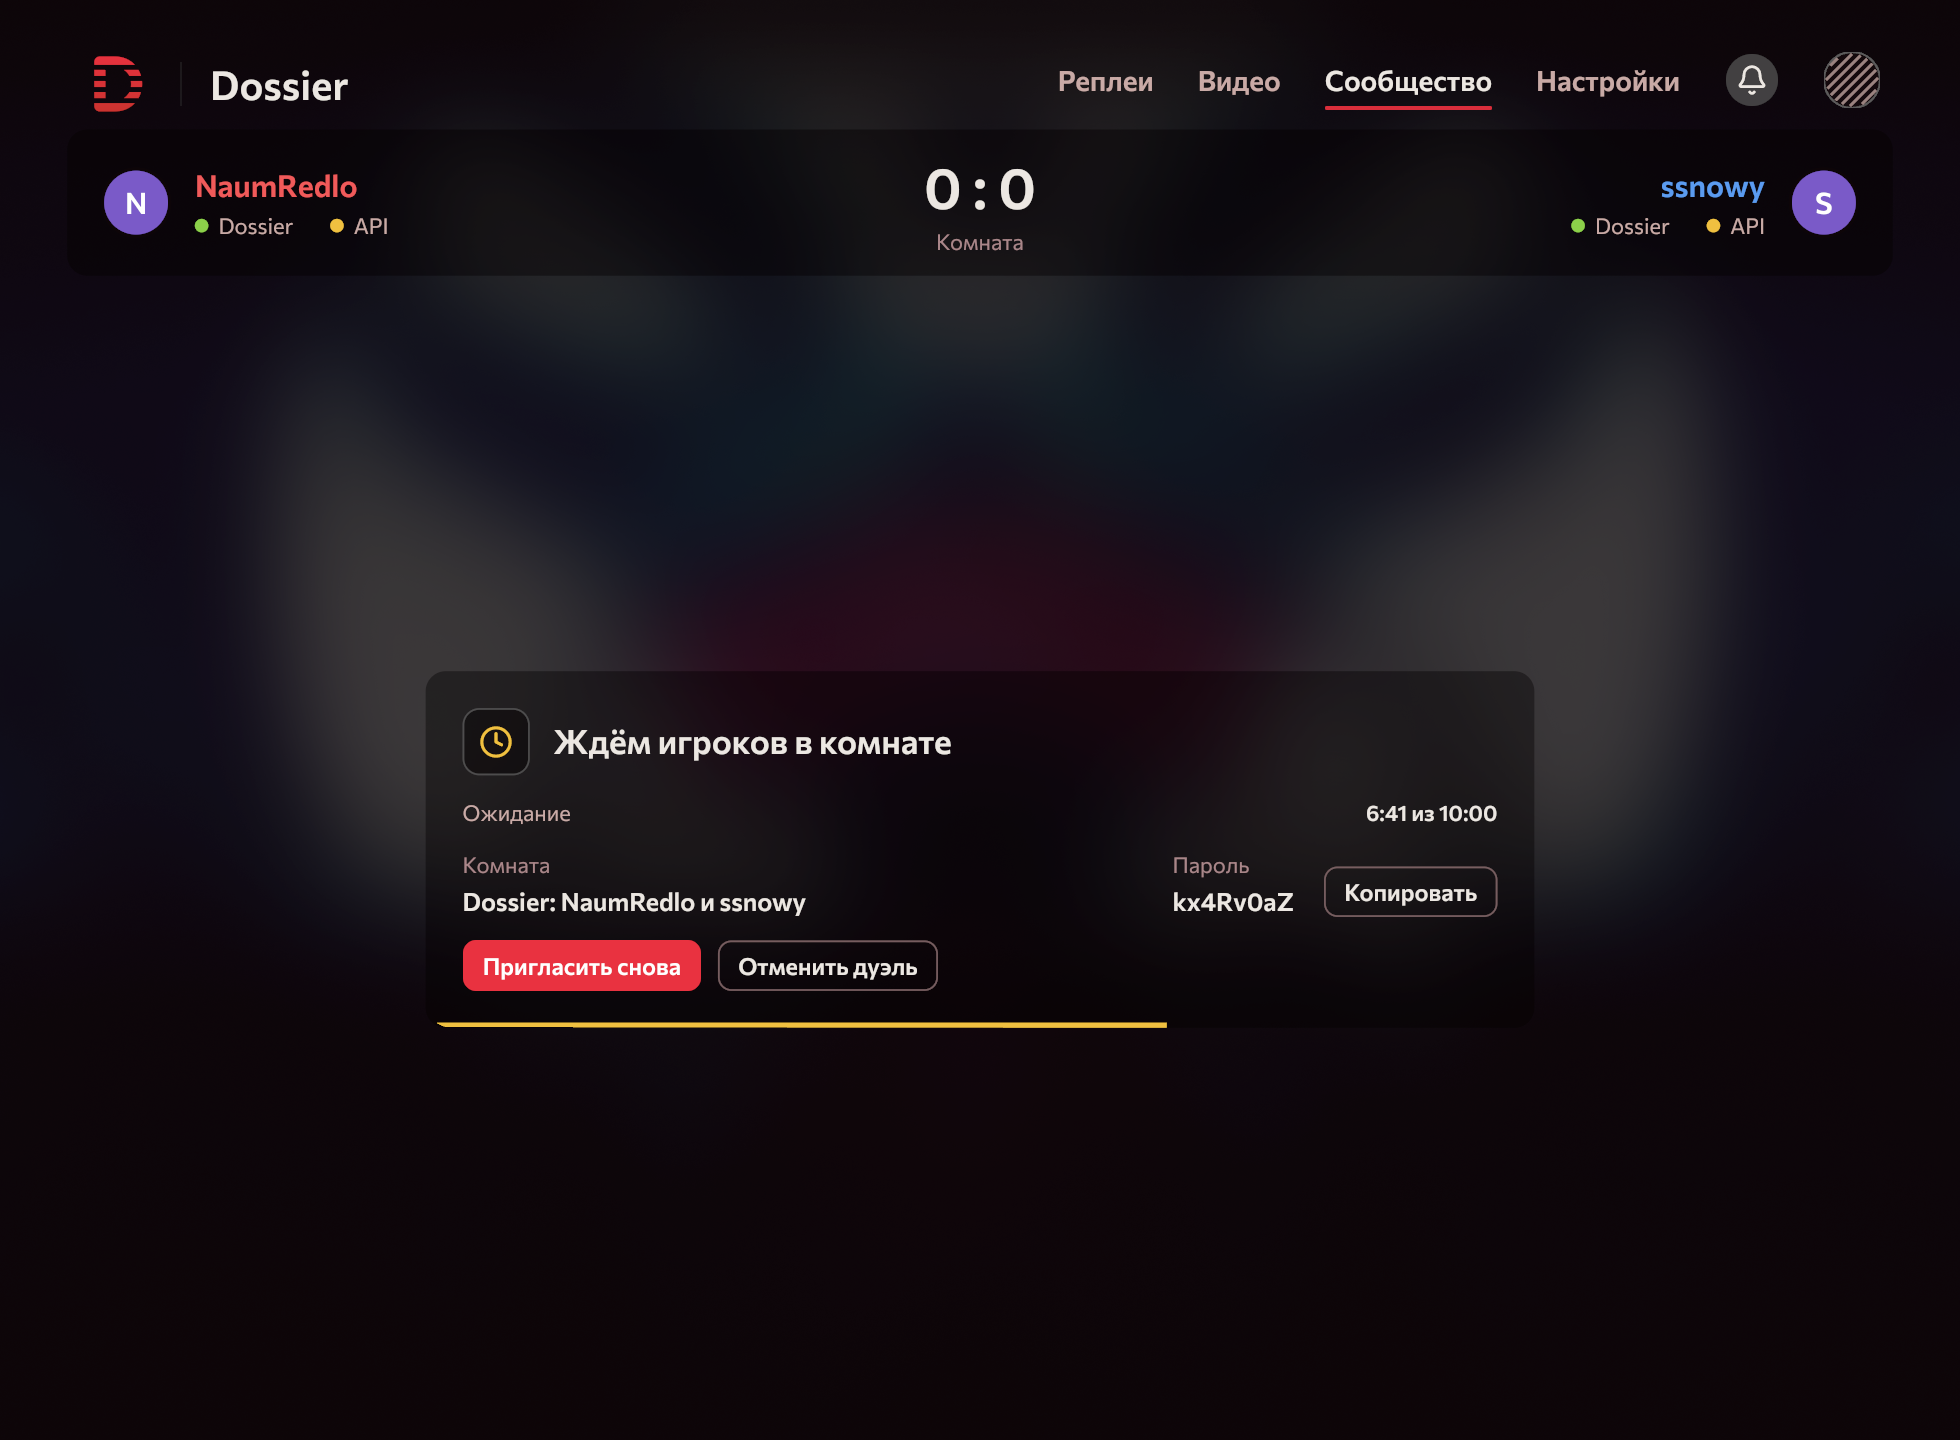 Dossier
Реплеи Видео Сообщество Настройки
N
NaumRedlo
Dossier API
0 : 0
Комната
ssnowy
Dossier API
S
Ждём игроков в комнате
Ожидание 6:41 из 10:00
Комната Пароль
Dossier: NaumRedlo и ssnowy kx4Rv0aZ Копировать
Пригласить снова Отменить дуэль